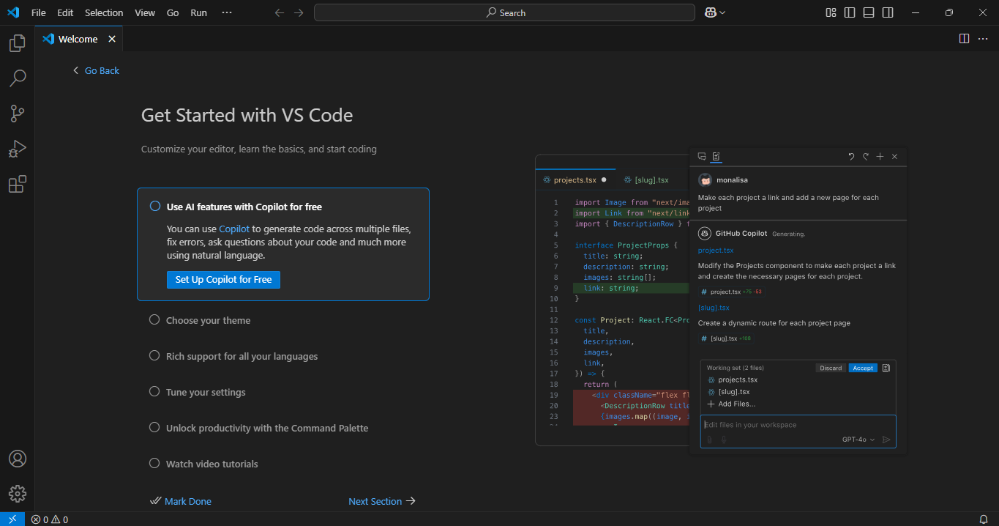 File Edit Selection View Go Run ···
Search
Welcome
Go Back
Get Started with VS Code
Customize your editor, learn the basics, and start coding
Use AI features with Copilot for free
You can use Copilot to generate code across multiple files,
fix errors, ask questions about your code and much more
using natural language.
Set Up Copilot for Free
Choose your theme
Rich support for all your languages
Tune your settings
Unlock productivity with the Command Palette
Watch video tutorials
Mark Done
Next Section
projects.tsx
[slug].tsx
1 import Image from "next/ima
2 import Link from "next/link
3 import { DescriptionRow }
4
5 interface ProjectProps {
6 title: string;
7 description: string;
8 images: string[];
9 link: string;
10 }
11
12 const Project: React.FC<Pro
13 title,
14 description,
15 images,
16 link,
17 }) => {
18 return (
19 <div className="flex fl
20 <DescriptionRow title
23 {images.map((image,
monalisa
Make each project a link and add a new page for each
project
GitHub Copilot Generating.
project.tsx
Modify the Projects component to make each project a link
and create the necessary pages for each project.
# project.tsx +75 -53
[slug].tsx
Create a dynamic route for each project page
# [slug].tsx +108
Working set (2 files) Discard Accept
projects.tsx
[slug].tsx
Add Files...
Edit files in your workspace
GPT-4o
0 0